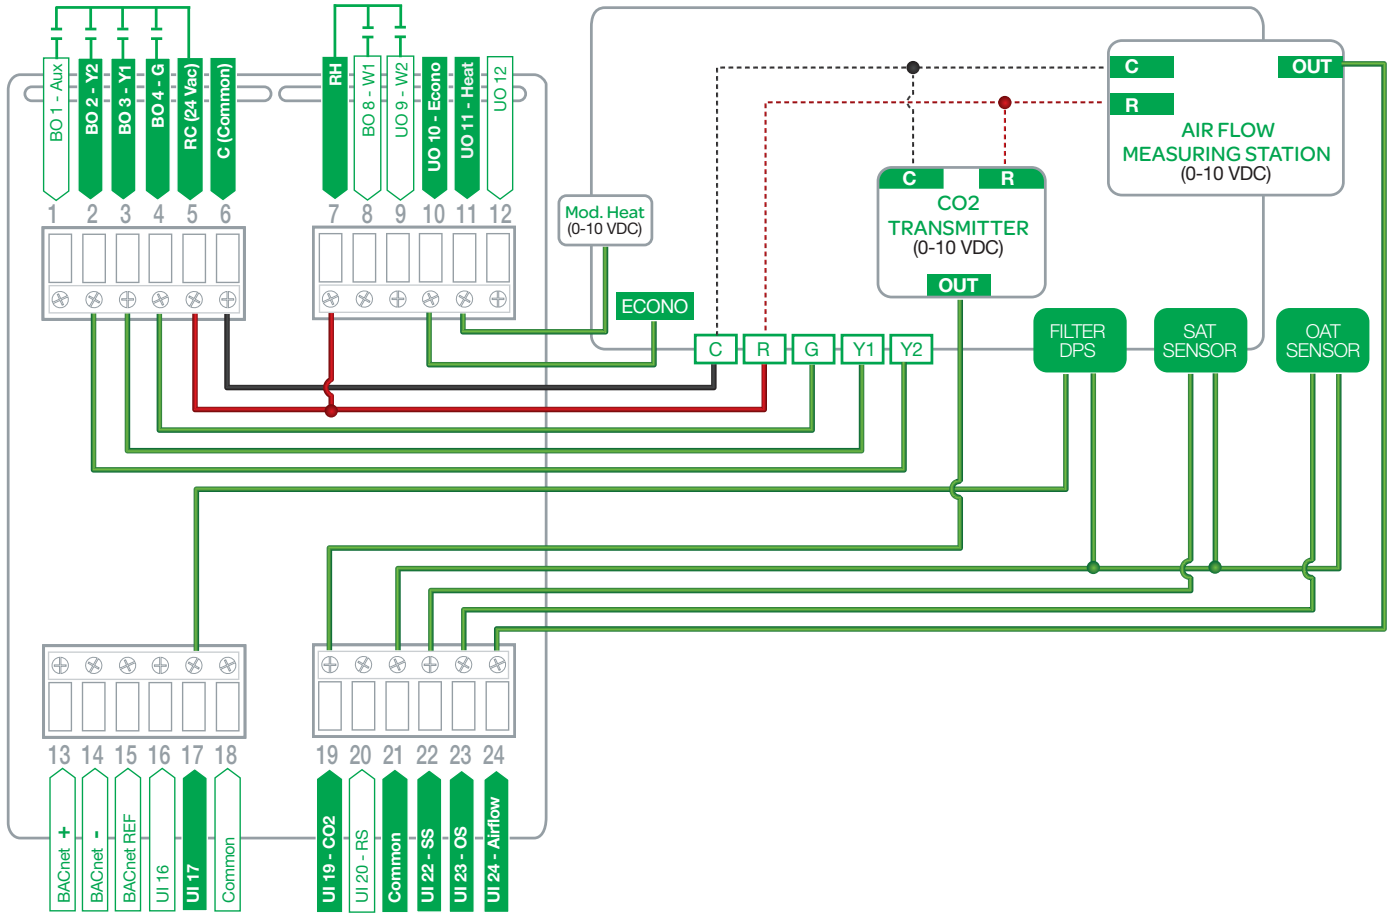 BO 1 - Aux
BO 2 - Y2
BO 3 - Y1
BO 4 - G
RC (24 Vac)
C (Common)
RH
BO 8 - W1
UO 9 - W2
UO 10 - Econo
UO 11 - Heat
UO 12
1 2 3 4 5 6
7 8 9 10 11 12
C
OUT
R
AIR FLOW
MEASURING STATION
(0-10 VDC)
C R
CO2
TRANSMITTER
(0-10 VDC)
OUT
Mod. Heat
(0-10 VDC)
ECONO
C R G Y1 Y2
FILTER
DPS
SAT
SENSOR
OAT
SENSOR
13 14 15 16 17 18
19 20 21 22 23 24
BACnet +
BACnet -
BACnet REF
UI 16
UI 17
Common
UI 19 - CO2
UI 20 - RS
Common
UI 22 - SS
UI 23 - OS
UI 24 - Airflow